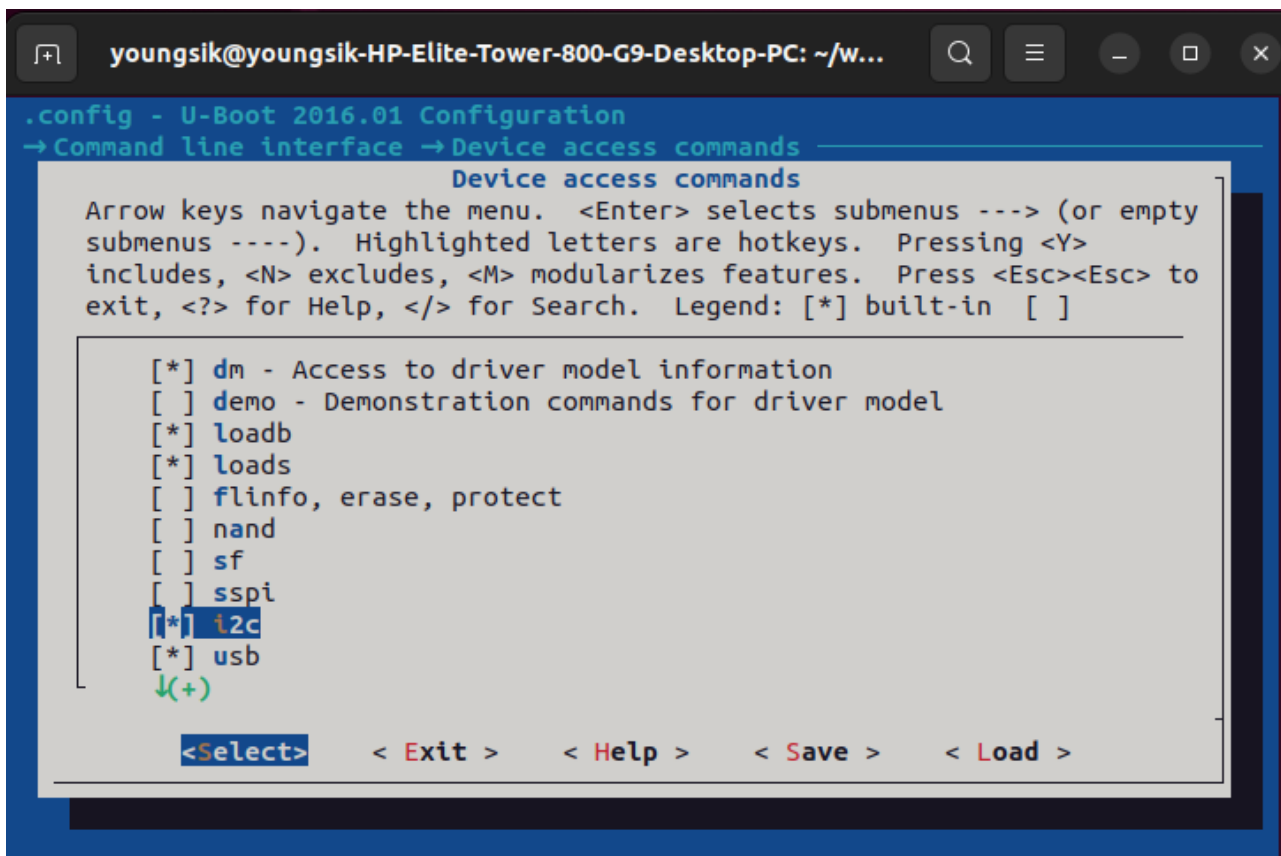 youngsik@youngsik-HP-Elite-Tower-800-G9-Desktop-PC: ~/w...
.config - U-Boot 2016.01 Configuration
→ Command line interface → Device access commands
Device access commands
Arrow keys navigate the menu.  <Enter> selects submenus ---> (or empty
submenus ----).  Highlighted letters are hotkeys.  Pressing <Y>
includes, <N> excludes, <M> modularizes features.  Press <Esc><Esc> to
exit, <?> for Help, </> for Search.  Legend: [*] built-in  [ ]
[*] dm - Access to driver model information
[ ] demo - Demonstration commands for driver model
[*] loadb
[*] loads
[ ] flinfo, erase, protect
[ ] nand
[ ] sf
[ ] sspi
[*] i2c
[*] usb
↓(+)
<Select>    < Exit >    < Help >    < Save >    < Load >